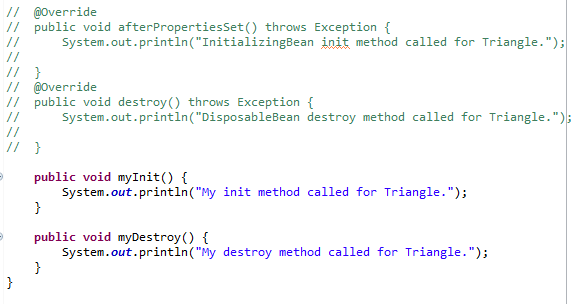 //  @Override
//  public void afterPropertiesSet() throws Exception {
//      System.out.println("InitializingBean init method called for Triangle.");
//
//  }
//  @Override
//  public void destroy() throws Exception {
//      System.out.println("DisposableBean destroy method called for Triangle.");
//
//  }
    public void myInit() {
        System.out.println("My init method called for Triangle.");
    }
    public void myDestroy() {
        System.out.println("My destroy method called for Triangle.");
    }
}